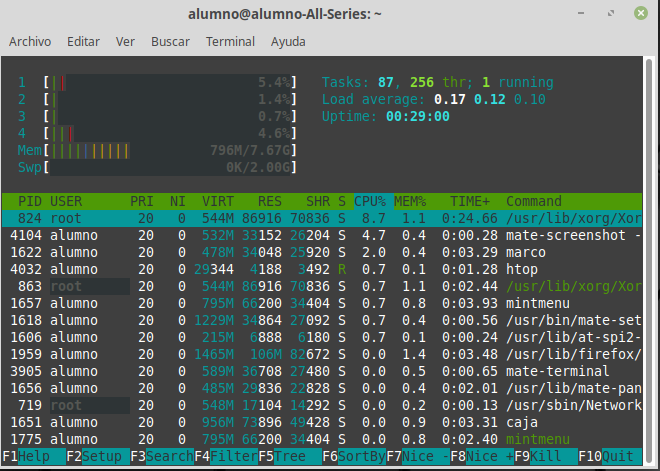 alumno@alumno-All-Series: ~
Archivo Editar Ver Buscar Terminal Ayuda
1 [|| 5.4%] Tasks: 87, 256 thr; 1 running
2 [| 1.4%] Load average: 0.17 0.12 0.10
3 [| 0.7%] Uptime: 00:29:00
4 [||| 4.6%]
Mem[|||||||||| 796M/7.67G]
Swp[ 0K/2.00G]
PID USER PRI NI VIRT RES SHR S CPU% MEM% TIME+ Command
824 root 20 0 544M 86916 70836 S 8.7 1.1 0:24.66 /usr/lib/xorg/Xor
4104 alumno 20 0 532M 33152 26204 S 4.7 0.4 0:00.28 mate-screenshot -
1622 alumno 20 0 478M 34048 25920 S 2.0 0.4 0:03.29 marco
4032 alumno 20 0 29344 4188 3492 R 0.7 0.1 0:01.28 htop
863 root 20 0 544M 86916 70836 S 0.7 1.1 0:02.44 /usr/lib/xorg/Xor
1657 alumno 20 0 795M 66200 34404 S 0.7 0.8 0:03.93 mintmenu
1618 alumno 20 0 1229M 34864 27092 S 0.7 0.4 0:00.56 /usr/bin/mate-set
1606 alumno 20 0 215M 6888 6180 S 0.7 0.1 0:00.24 /usr/lib/at-spi2-
1959 alumno 20 0 1465M 106M 82672 S 0.0 1.4 0:03.48 /usr/lib/firefox/
3905 alumno 20 0 589M 36708 27480 S 0.0 0.5 0:00.65 mate-terminal
1656 alumno 20 0 485M 29836 22828 S 0.0 0.4 0:02.01 /usr/lib/mate-pan
719 root 20 0 548M 17104 14292 S 0.0 0.2 0:00.13 /usr/sbin/Network
1651 alumno 20 0 956M 73896 49428 S 0.0 0.9 0:03.31 caja
1775 alumno 20 0 795M 66200 34404 S 0.0 0.8 0:02.40 mintmenu
F1Help F2Setup F3SearchF4FilterF5Tree F6SortByF7Nice -F8Nice +F9Kill F10Quit